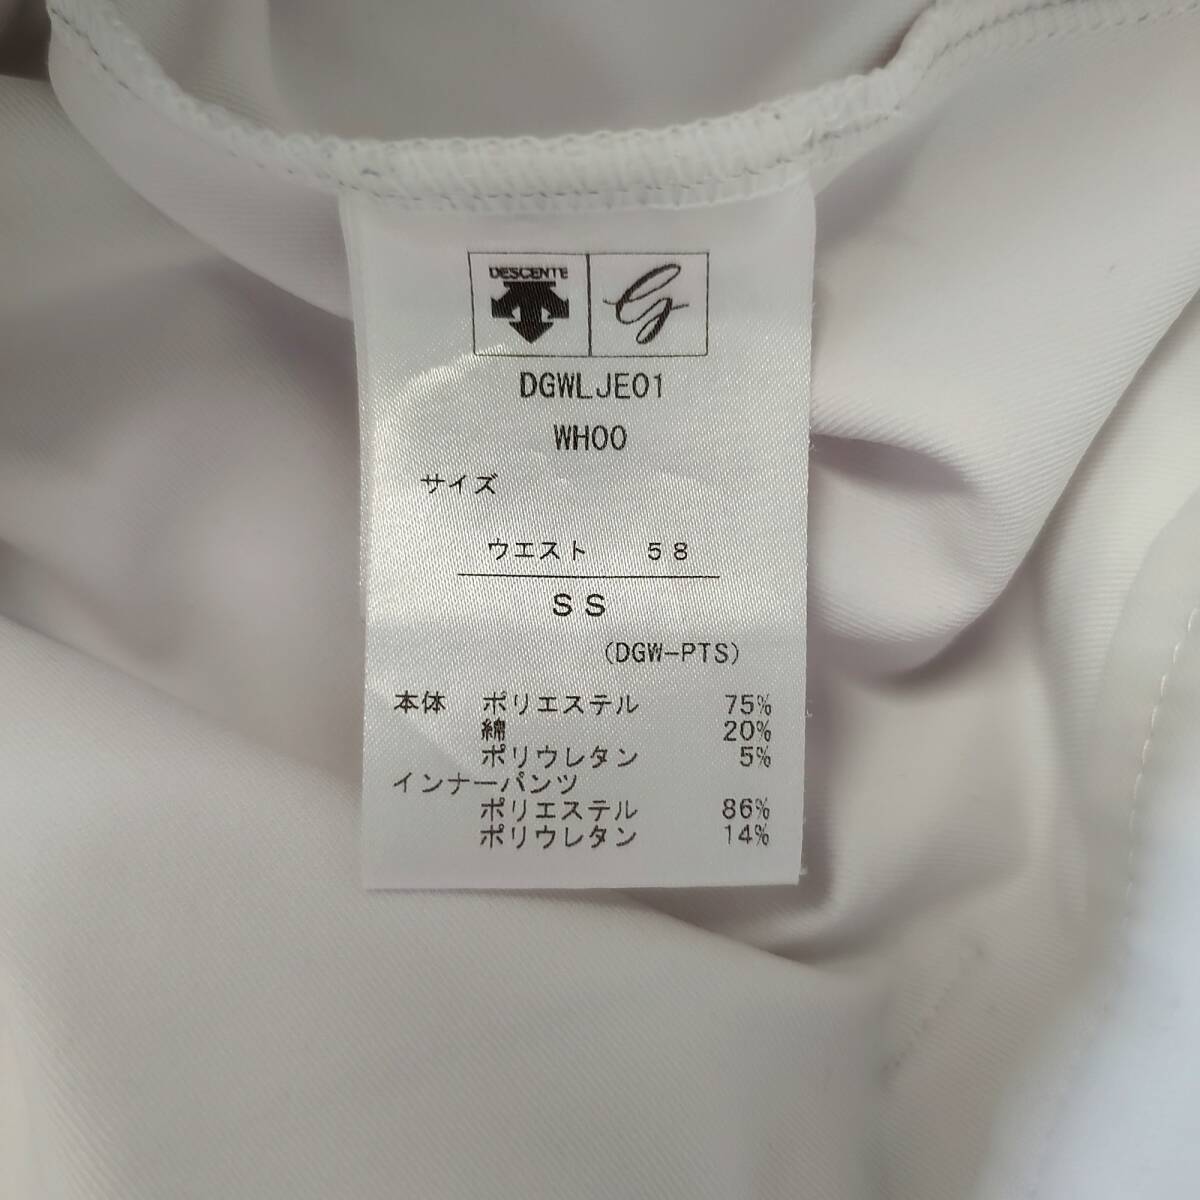 DESCENTE
G
DGWLJE01
WH00
サイズ
ウエスト 58
SS
(DGW-PTS)
本体 ポリエステル 75%
綿 20%
ポリウレタン 5%
インナーパンツ
ポリエステル 86%
ポリウレタン 14%